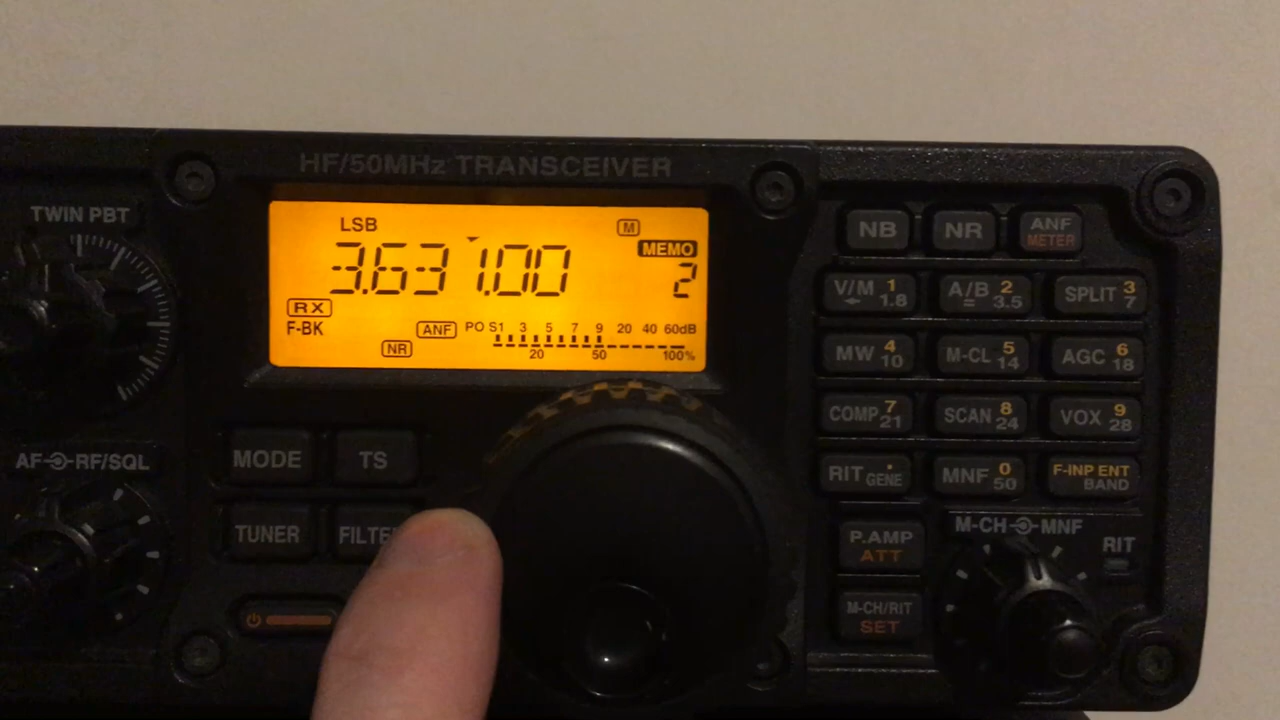 HF/50MHz TRANSCEIVER
TWIN PBT
LSB
M
3.631.00
MEMO
2
RX
F-BK
ANF
NR
PO S1 3 5 7 9 20 40 60dB
20 50 100%
NB
NR
ANF
METER
V/M 1 1.8
A/B = 2 3.5
SPLIT 3 7
MW 4 10
M-CL 5 14
AGC 6 18
COMP 7 21
SCAN 8 24
VOX 9 28
RIT • GENE
MNF 0 50
F-INP ENT
BAND
MODE
TS
AF RF/SQL
TUNER
P.AMP
ATT
M-CH MNF
RIT
M-CH/RIT
SET